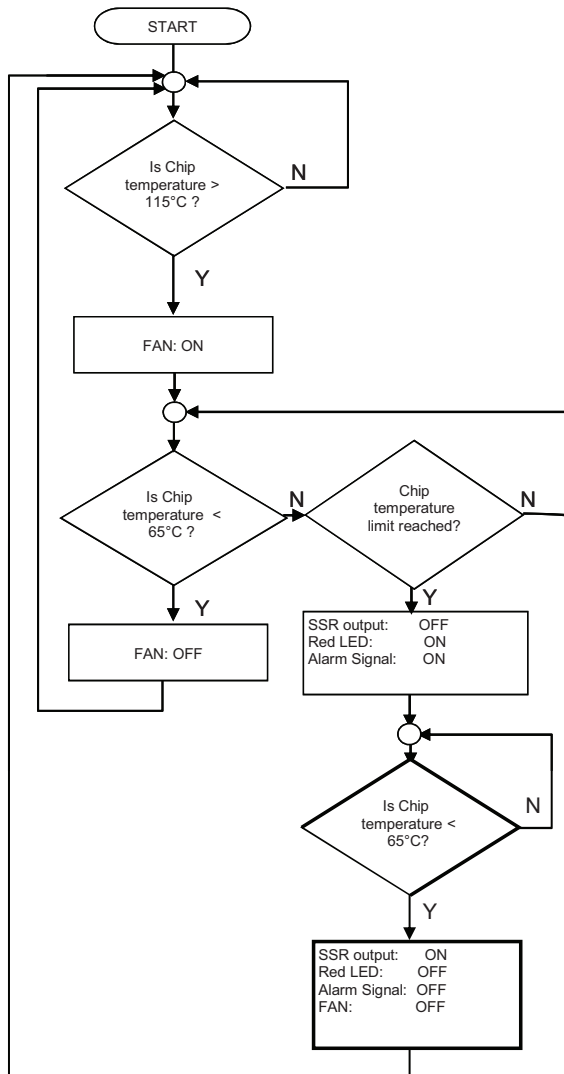 START
Is Chip
temperature >
115°C ?
N
Y
FAN: ON
Is Chip
temperature <
65°C ?
N
Chip
temperature
limit reached?
N
Y
Y
FAN: OFF
SSR output: OFF
Red LED: ON
Alarm Signal: ON
Is Chip
temperature <
65°C?
N
Y
SSR output: ON
Red LED: OFF
Alarm Signal: OFF
FAN: OFF